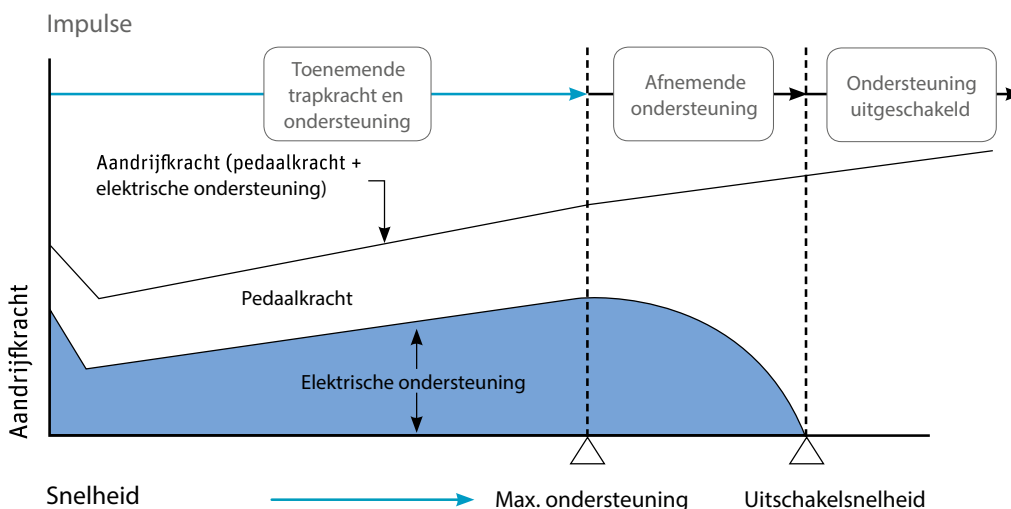 Impulse
Toenemende
trapkracht en
ondersteuning
Afnemende
ondersteuning
Ondersteuning
uitgeschakeld
Aandrijfkracht (pedaalkracht +
elektrische ondersteuning)
Pedaalkracht
Aandrijfkracht
Elektrische ondersteuning
Snelheid
Max. ondersteuning
Uitschakelsnelheid